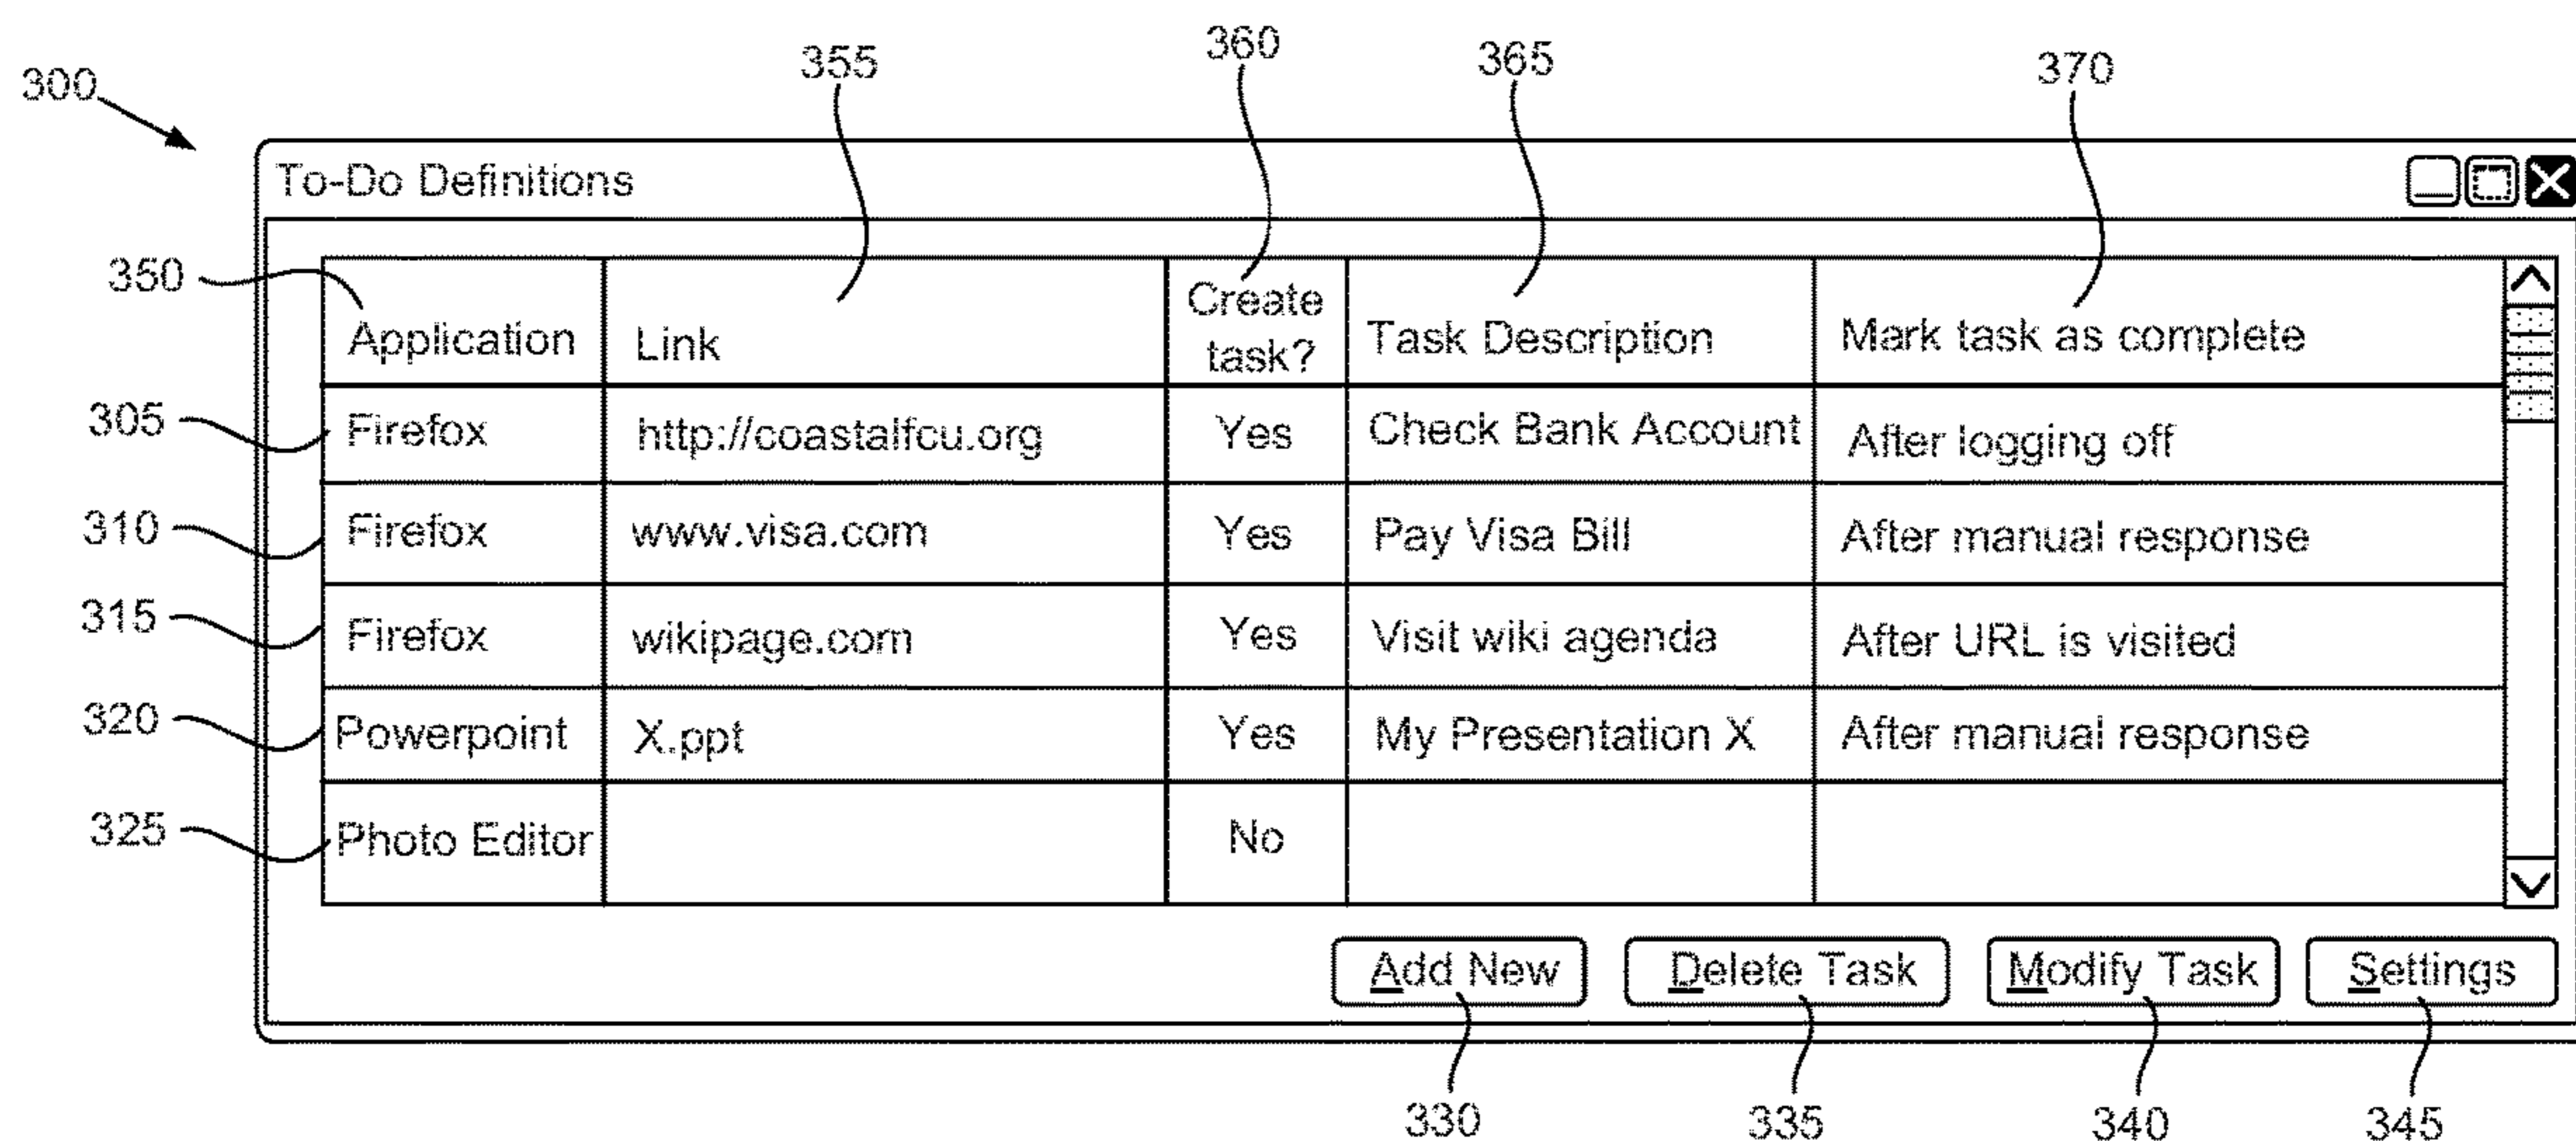 360
355
365
370
300
To-Do Definitions
350
Application Link Create task? Task Description Mark task as complete
305 Firefox http://coastalfcu.org Yes Check Bank Account After logging off
310 Firefox www.visa.com Yes Pay Visa Bill After manual response
315 Firefox wikipage.com Yes Visit wiki agenda After URL is visited
320 Powerpoint X.ppt Yes My Presentation X After manual response
325 Photo Editor No
Add New Delete Task Modify Task Settings
330 335 340 345